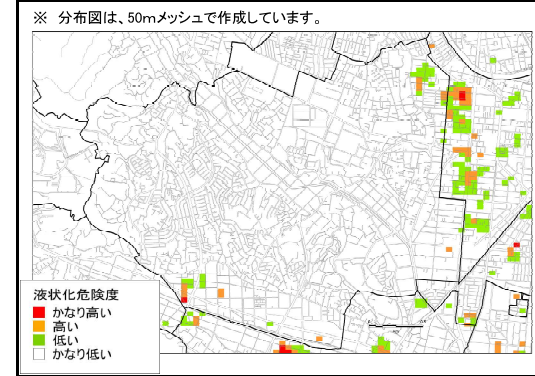 ※ 分布図は、50mメッシュで作成しています。
液状化危険度
かなり高い
高い
低い
かなり低い